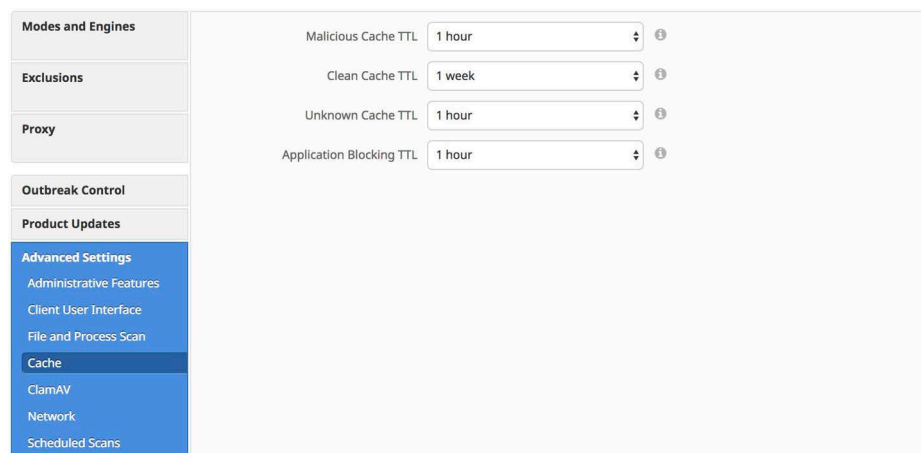 Modes and Engines
Exclusions
Proxy
Outbreak Control
Product Updates
Advanced Settings
Administrative Features
Client User Interface
File and Process Scan
Cache
ClamAV
Network
Scheduled Scans
Malicious Cache TTL 1 hour
Clean Cache TTL 1 week
Unknown Cache TTL 1 hour
Application Blocking TTL 1 hour